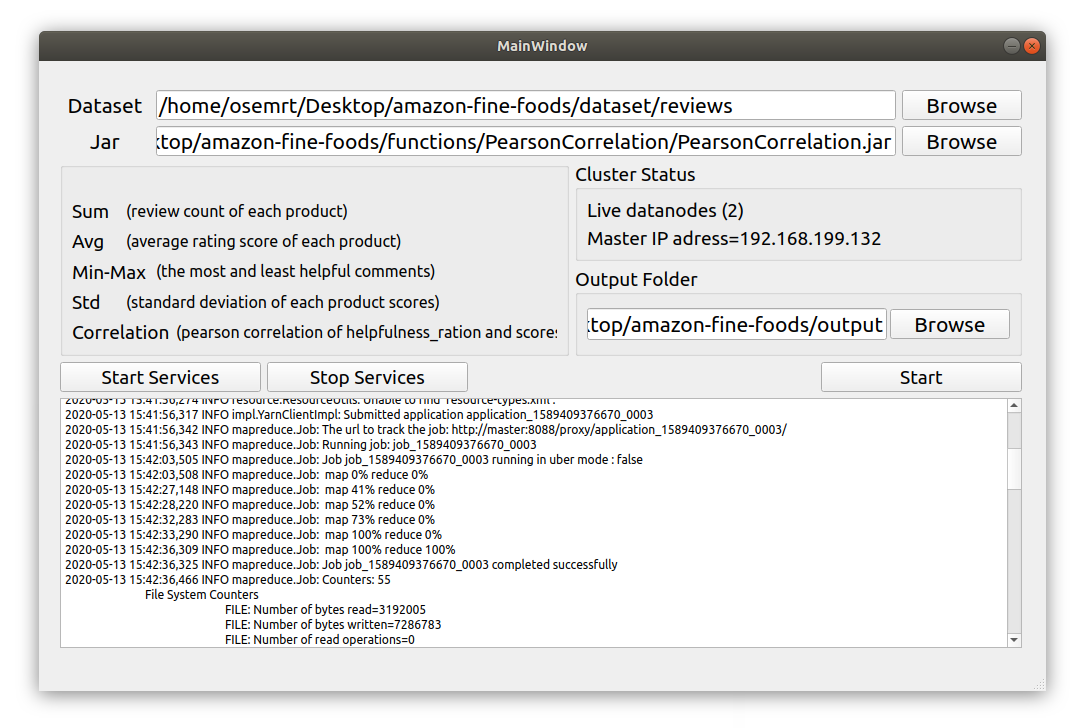 MainWindow
Dataset /home/osemrt/Desktop/amazon-fine-foods/dataset/reviews Browse
Jar ktop/amazon-fine-foods/functions/PearsonCorrelation/PearsonCorrelation.jar Browse
Sum (review count of each product)
Avg (average rating score of each product)
Min-Max (the most and least helpful comments)
Std (standard deviation of each product scores)
Correlation (pearson correlation of helpfulness_ration and scores
Cluster Status
Live datanodes (2)
Master IP adress=192.168.199.132
Output Folder
ktop/amazon-fine-foods/output Browse
Start Services Stop Services Start
2020-05-13 15:41:56,274 INFO resource.ResourceUtils: Unable to find 'resource-types.xml'.
2020-05-13 15:41:56,317 INFO impl.YarnClientImpl: Submitted application application_1589409376670_0003
2020-05-13 15:41:56,342 INFO mapreduce.Job: The url to track the job: http://master:8088/proxy/application_1589409376670_0003/
2020-05-13 15:41:56,343 INFO mapreduce.Job: Running job: job_1589409376670_0003
2020-05-13 15:42:03,505 INFO mapreduce.Job: Job job_1589409376670_0003 running in uber mode : false
2020-05-13 15:42:03,508 INFO mapreduce.Job:  map 0% reduce 0%
2020-05-13 15:42:27,148 INFO mapreduce.Job:  map 41% reduce 0%
2020-05-13 15:42:28,220 INFO mapreduce.Job:  map 52% reduce 0%
2020-05-13 15:42:32,283 INFO mapreduce.Job:  map 73% reduce 0%
2020-05-13 15:42:33,290 INFO mapreduce.Job:  map 100% reduce 0%
2020-05-13 15:42:36,309 INFO mapreduce.Job:  map 100% reduce 100%
2020-05-13 15:42:36,325 INFO mapreduce.Job: Job job_1589409376670_0003 completed successfully
2020-05-13 15:42:36,466 INFO mapreduce.Job: Counters: 55
File System Counters
FILE: Number of bytes read=3192005
FILE: Number of bytes written=7286783
FILE: Number of read operations=0